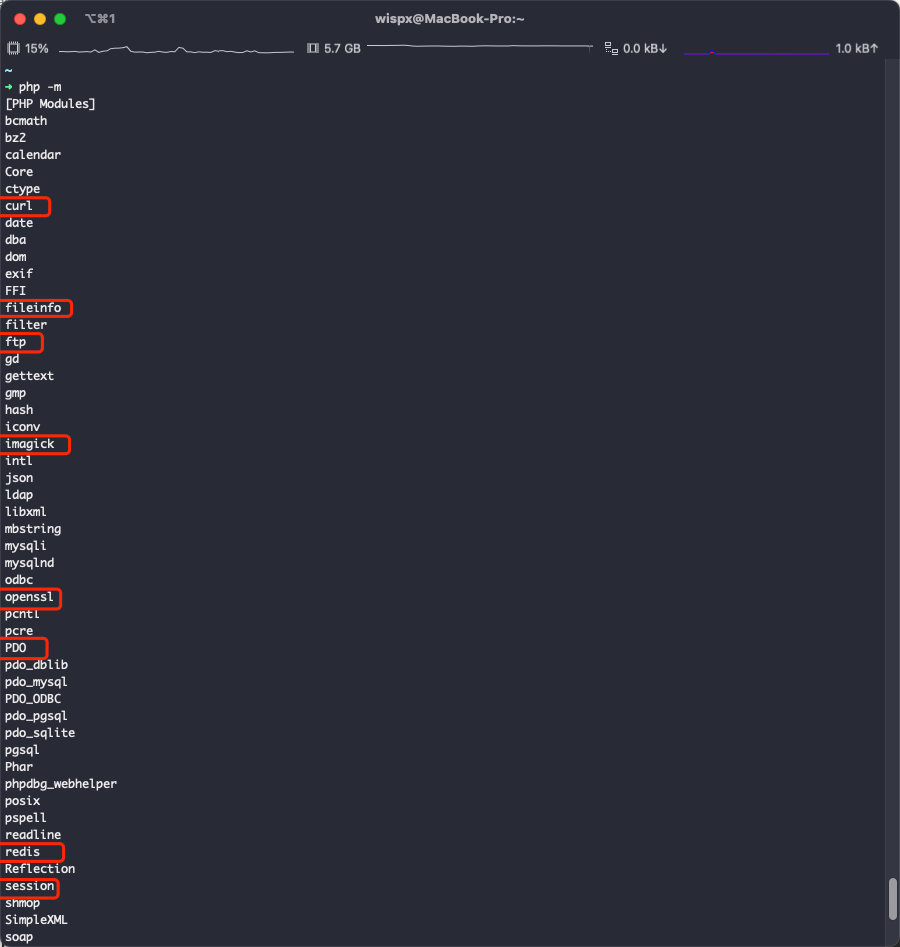 ⌥⌘1 wispx@MacBook-Pro:~
15% 5.7 GB 0.0 kB↓ 1.0 kB↑
~
➜ php -m
[PHP Modules]
bcmath
bz2
calendar
Core
ctype
curl
date
dba
dom
exif
FFI
fileinfo
filter
ftp
gd
gettext
gmp
hash
iconv
imagick
intl
json
ldap
libxml
mbstring
mysqli
mysqlnd
odbc
openssl
pcntl
pcre
PDO
pdo_dblib
pdo_mysql
PDO_ODBC
pdo_pgsql
pdo_sqlite
pgsql
Phar
phpdbg_webhelper
posix
pspell
readline
redis
Reflection
session
shmop
SimpleXML
soap